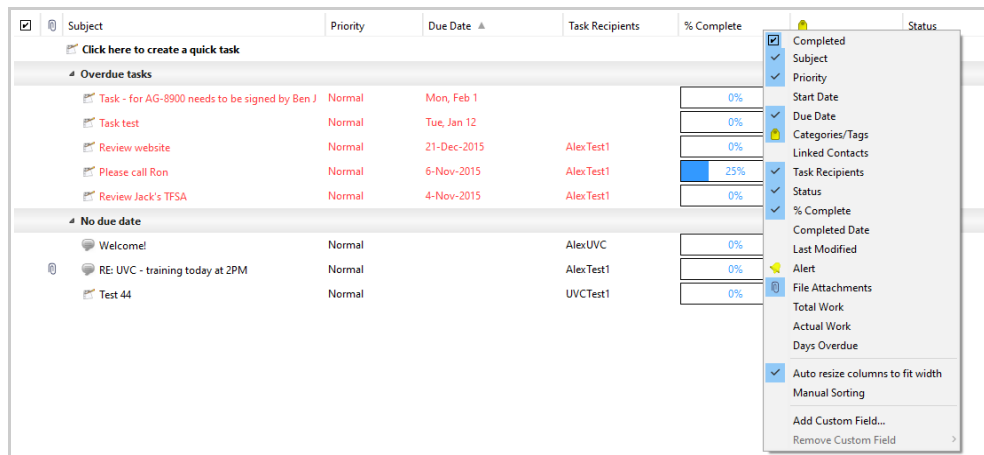 Subject Priority Due Date Task Recipients % Complete Status
Click here to create a quick task
Overdue tasks
Task - for AG-8900 needs to be signed by Ben J Normal Mon, Feb 1 0%
Task test Normal Tue, Jan 12 0%
Review website Normal 21-Dec-2015 AlexTest1 0%
Please call Ron Normal 6-Nov-2015 AlexTest1 25%
Review Jack's TFSA Normal 4-Nov-2015 AlexTest1 0%
No due date
Welcome! Normal AlexUVC 0%
RE: UVC - training today at 2PM Normal AlexTest1 0%
Test 44 Normal UVCTest1 0%
Completed
Subject
Priority
Start Date
Due Date
Categories/Tags
Linked Contacts
Task Recipients
Status
% Complete
Completed Date
Last Modified
Alert
File Attachments
Total Work
Actual Work
Days Overdue
Auto resize columns to fit width
Manual Sorting
Add Custom Field...
Remove Custom Field